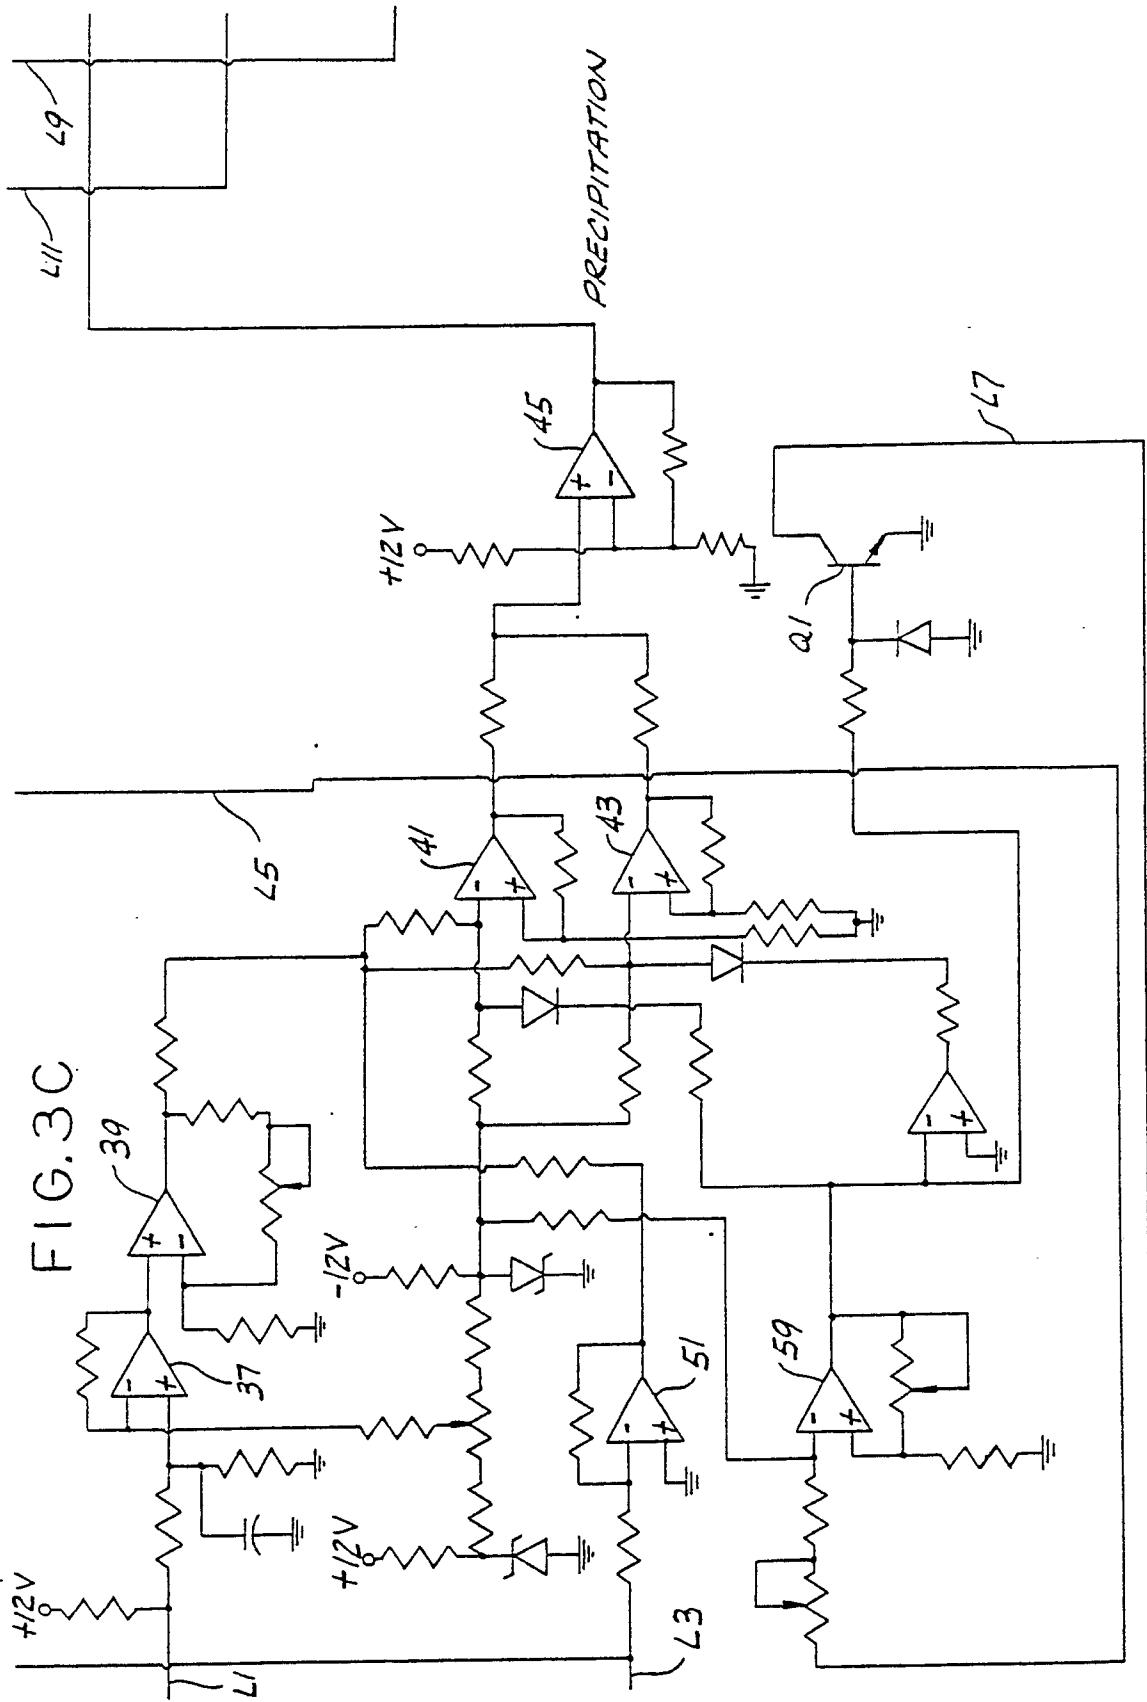 FIG.3C
+12V
L1
37
39
-12V
+12V
L3
51
59
41
43
L5
+12V
45
Q1
L7
L11
L9
PRECIPITATION
-
+
+
-
-
+
-
+
-
+
-
+
-
+
+
-